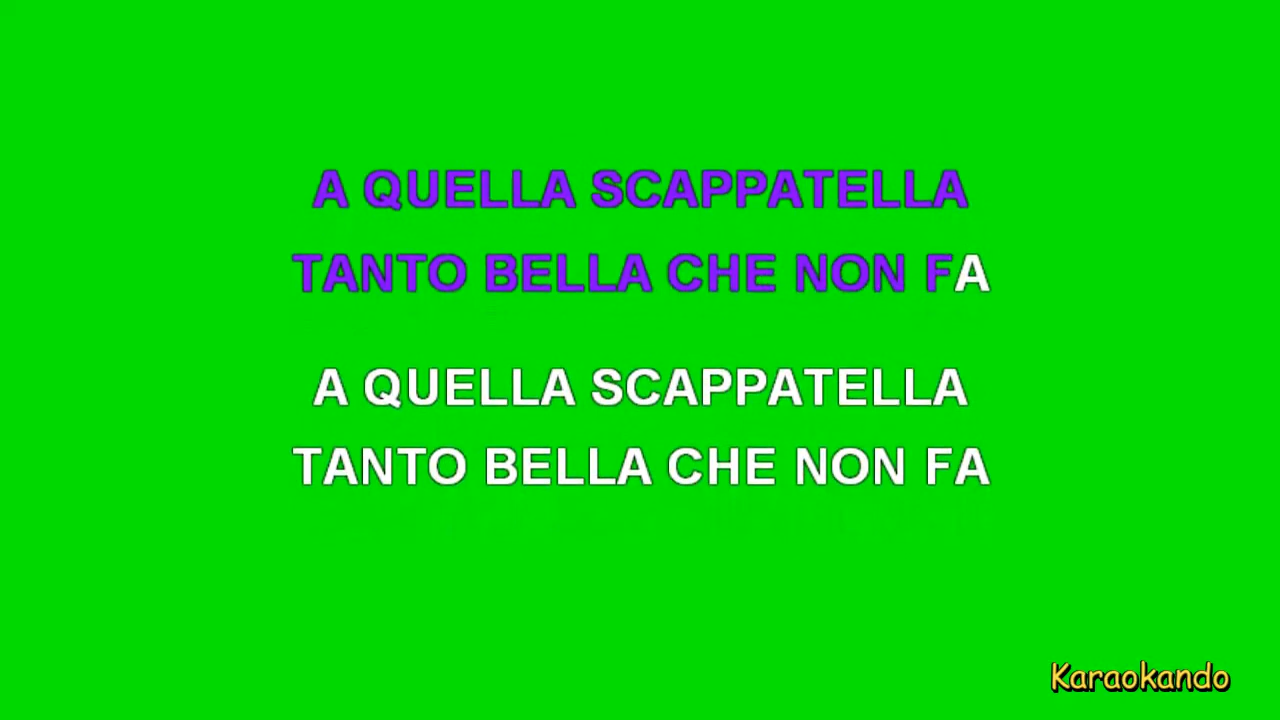 A QUELLA SCAPPATELLA
TANTO BELLA CHE NON FA
A QUELLA SCAPPATELLA
TANTO BELLA CHE NON FA
Karaokando